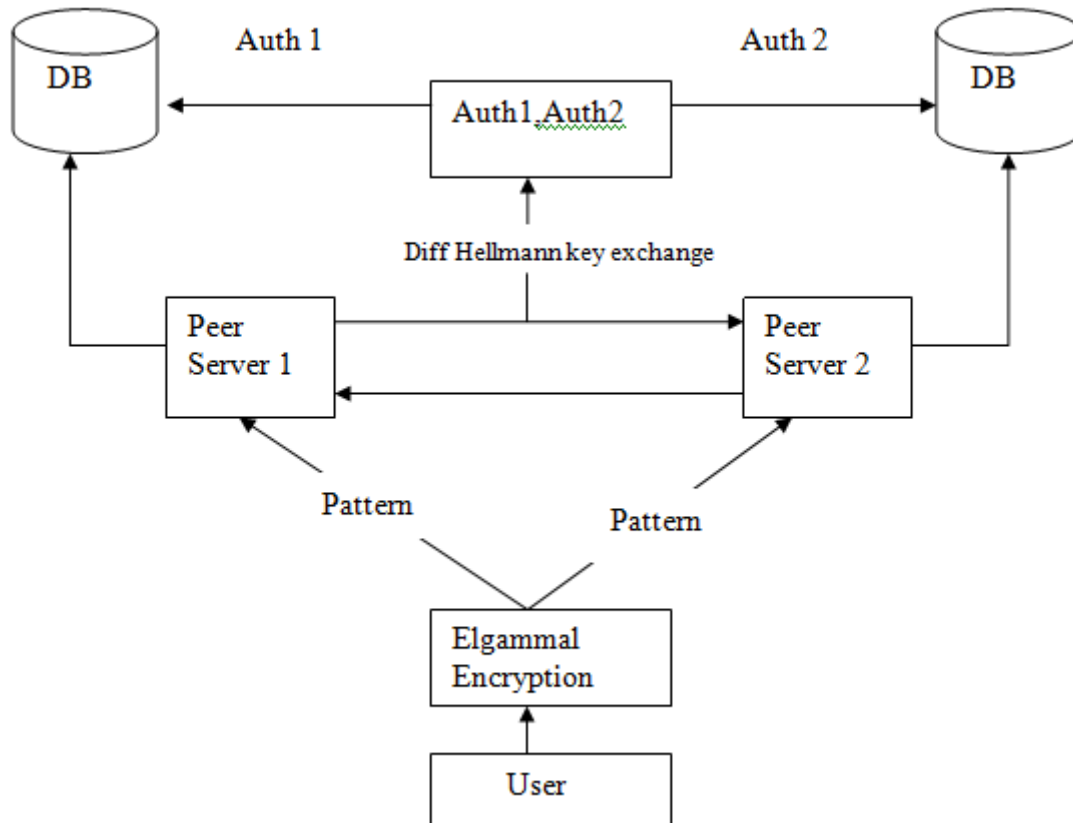 Auth 1
Auth 2
DB
DB
Auth1,Auth2
Diff Hellmann key exchange
Peer
Server 1
Peer
Server 2
Pattern
Pattern
Elgammal
Encryption
User